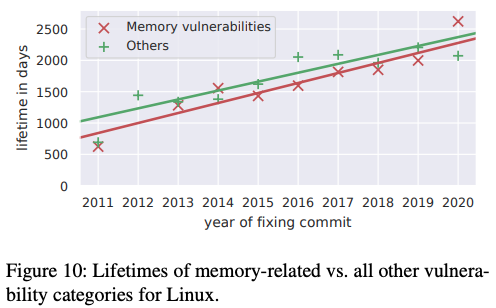 Memory vulnerabilities
Others
lifetime in days
2500
2000
1500
1000
500
0
2011 2012 2013 2014 2015 2016 2017 2018 2019 2020
year of fixing commit
Figure 10: Lifetimes of memory-related vs. all other vulnera-
bility categories for Linux.